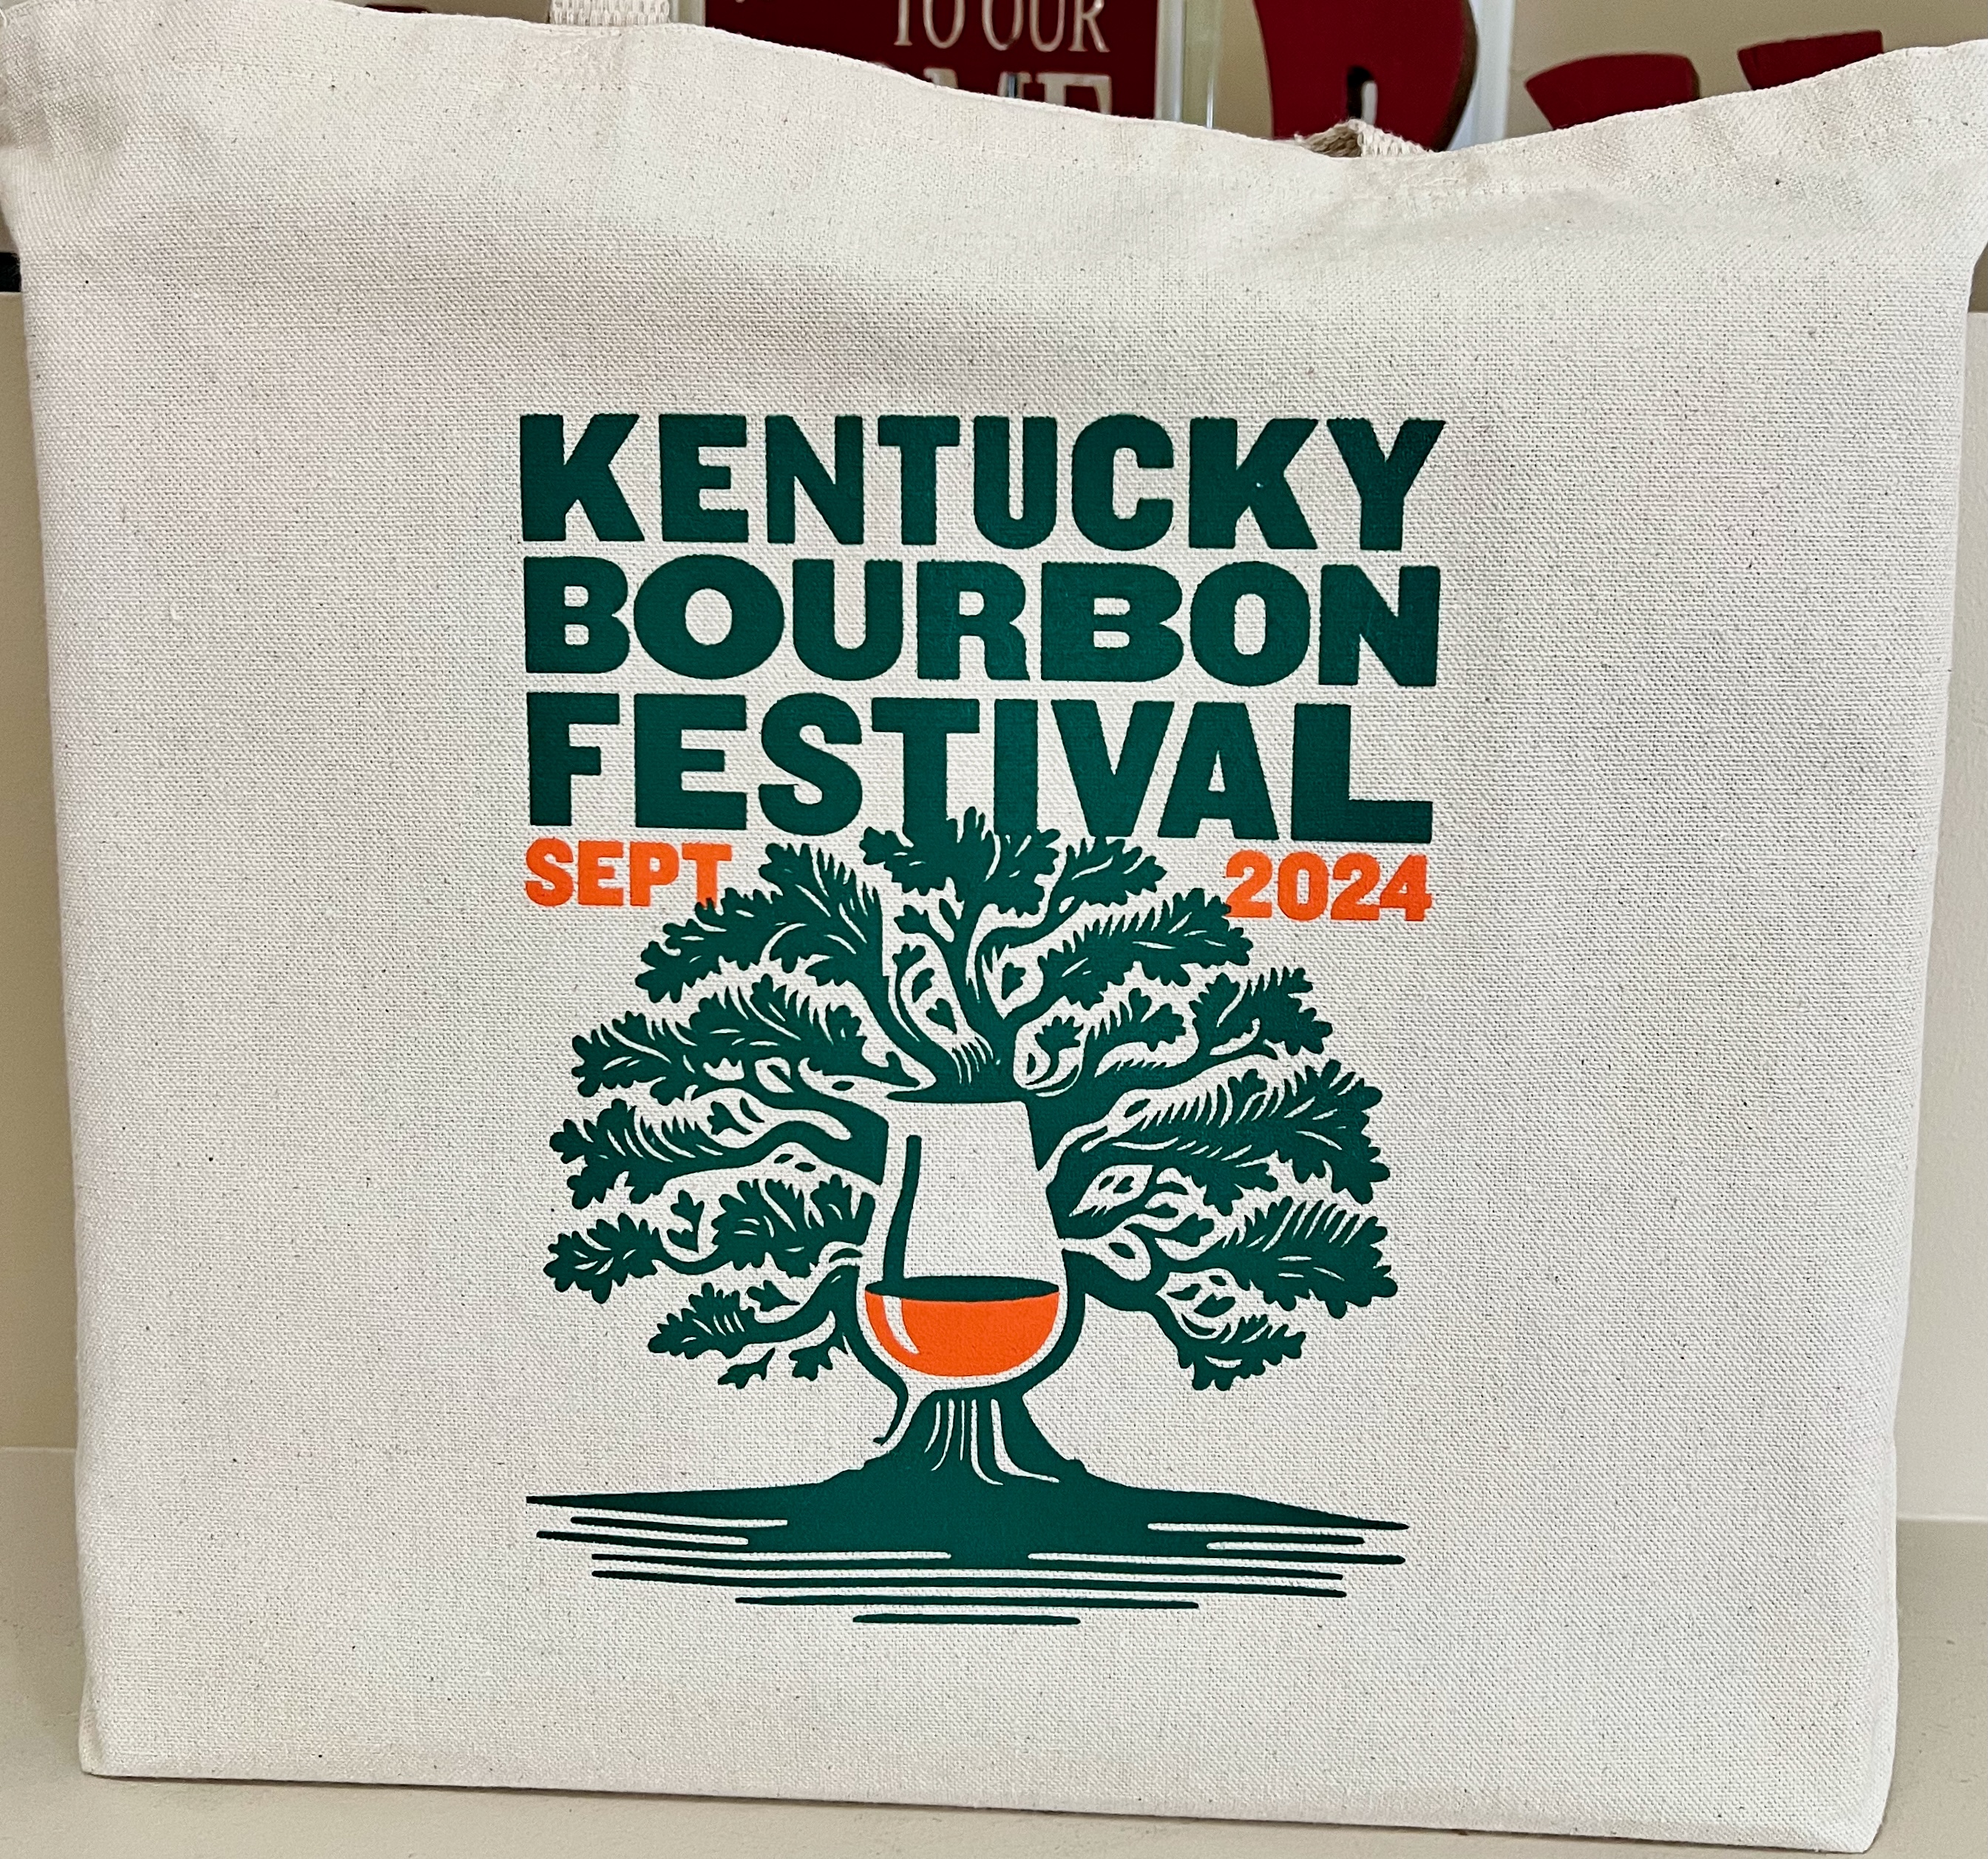 TO OUR
KENTUCKY
BOURBON
FESTIVAL
SEPT 2024